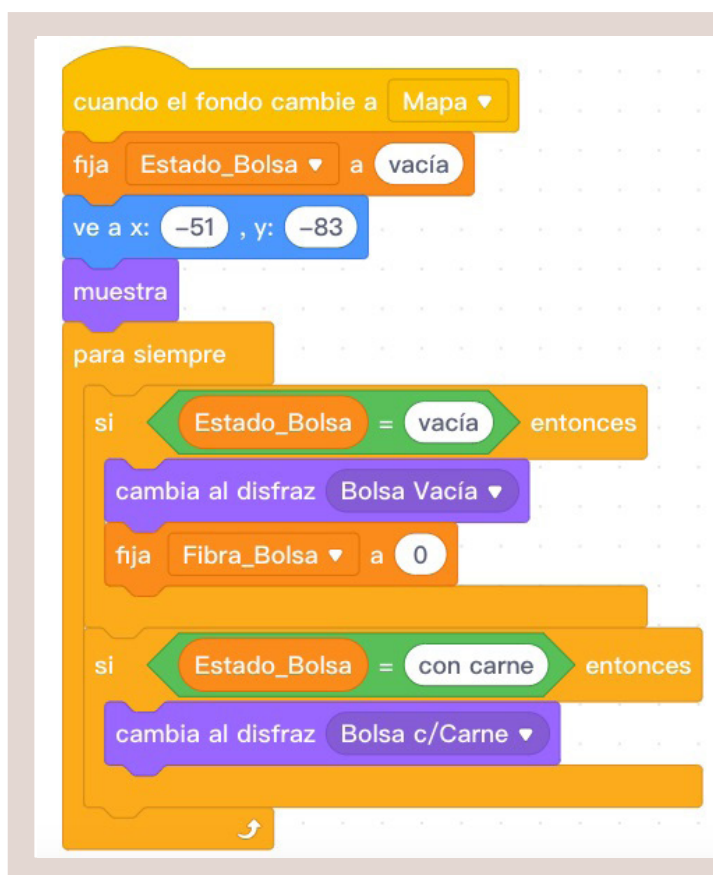 cuando el fondo cambie a Mapa
fija Estado_Bolsa a vacía
ve a x: -51 , y: -83
muestra
para siempre
si Estado_Bolsa = vacía entonces
cambia al disfraz Bolsa Vacía
fija Fibra_Bolsa a 0
si Estado_Bolsa = con carne entonces
cambia al disfraz Bolsa c/Carne